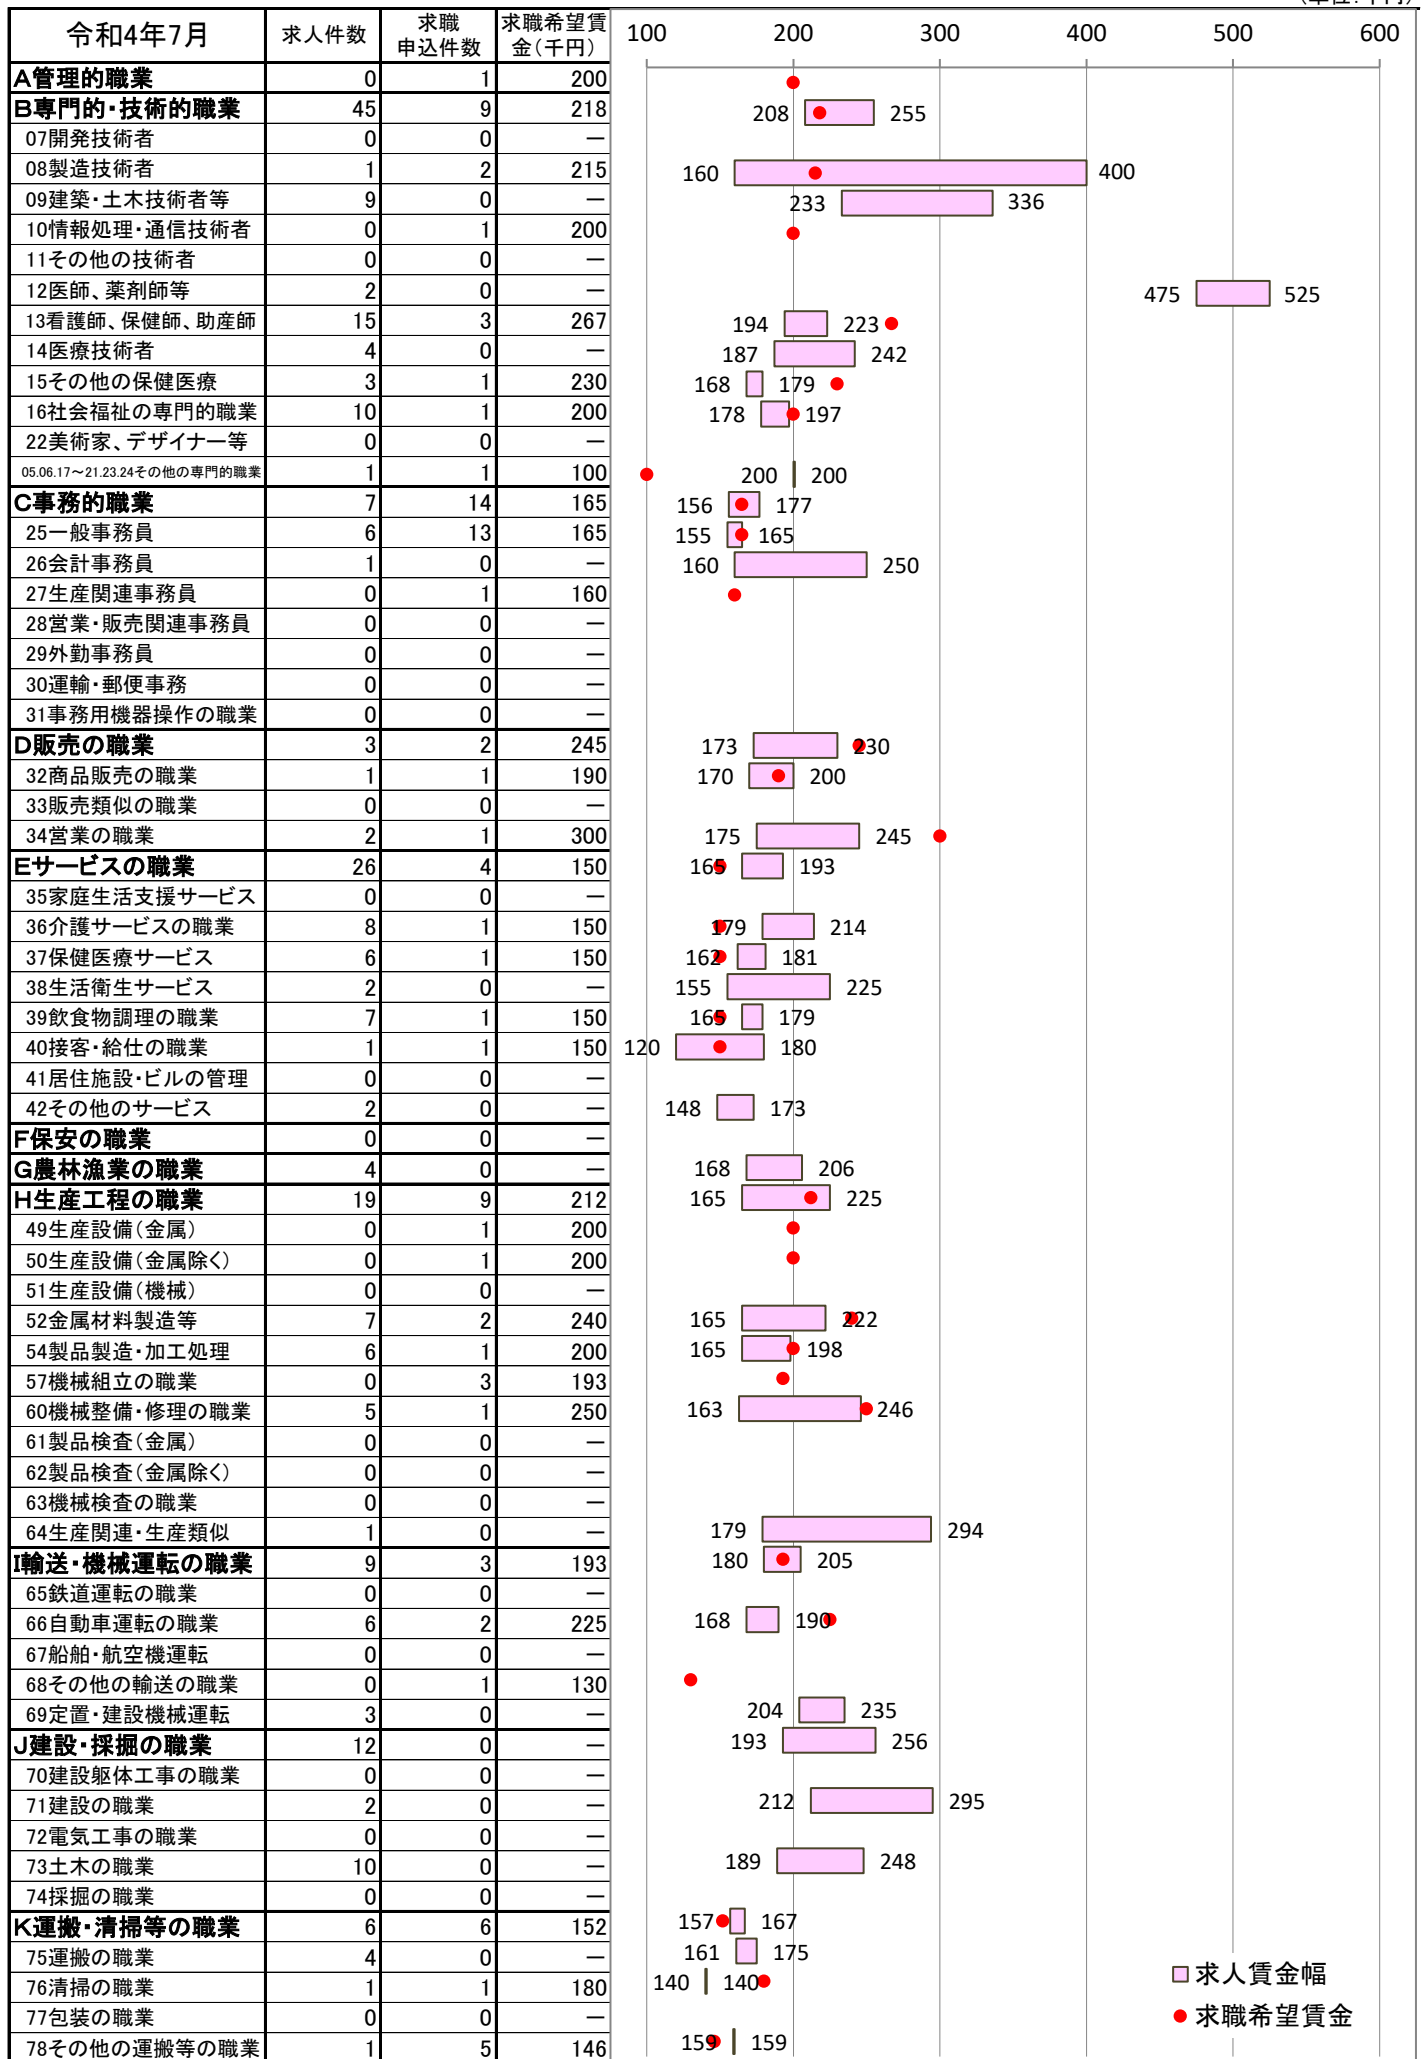 令和4年7月 求人件数 求職申込件数 求職希望賃金(千円) 100 200 300 400 500 600
A管理的職業 0 1 200
B専門的・技術的職業 45 9 218 208 255
07開発技術者 0 0 ―
08製造技術者 1 2 215 160 400
09建築・土木技術者等 9 0 ― 233 336
10情報処理・通信技術者 0 1 200
11その他の技術者 0 0 ―
12医師、薬剤師等 2 0 ― 475 525
13看護師、保健師、助産師 15 3 267 194 223
14医療技術者 4 0 ― 187 242
15その他の保健医療 3 1 230 168 179
16社会福祉の専門的職業 10 1 200 178 197
22美術家、デザイナー等 0 0 ―
05.06.17～21.23.24その他の専門的職業 1 1 100 200 200
C事務的職業 7 14 165 156 177
25一般事務員 6 13 165 155 165
26会計事務員 1 0 ― 160 250
27生産関連事務員 0 1 160
28営業・販売関連事務員 0 0 ―
29外勤事務員 0 0 ―
30運輸・郵便事務 0 0 ―
31事務用機器操作の職業 0 0 ―
D販売の職業 3 2 245 173 230
32商品販売の職業 1 1 190 170 200
33販売類似の職業 0 0 ―
34営業の職業 2 1 300 175 245
Eサービスの職業 26 4 150 165 193
35家庭生活支援サービス 0 0 ―
36介護サービスの職業 8 1 150 179 214
37保健医療サービス 6 1 150 162 181
38生活衛生サービス 2 0 ― 155 225
39飲食物調理の職業 7 1 150 165 179
40接客・給仕の職業 1 1 150 120 180
41居住施設・ビルの管理 0 0 ―
42その他のサービス 2 0 ― 148 173
F保安の職業 0 0 ―
G農林漁業の職業 4 0 ― 168 206
H生産工程の職業 19 9 212 165 225
49生産設備(金属) 0 1 200
50生産設備(金属除く) 0 1 200
51生産設備(機械) 0 0 ―
52金属材料製造等 7 2 240 165 222
54製品製造・加工処理 6 1 200 165 198
57機械組立の職業 0 3 193
60機械整備・修理の職業 5 1 250 163 246
61製品検査(金属) 0 0 ―
62製品検査(金属除く) 0 0 ―
63機械検査の職業 0 0 ―
64生産関連・生産類似 1 0 ― 179 294
I輸送・機械運転の職業 9 3 193 180 205
65鉄道運転の職業 0 0 ―
66自動車運転の職業 6 2 225 168 190
67船舶・航空機運転 0 0 ―
68その他の輸送の職業 0 1 130
69定置・建設機械運転 3 0 ― 204 235
J建設・採掘の職業 12 0 ― 193 256
70建設躯体工事の職業 0 0 ―
71建設の職業 2 0 ― 212 295
72電気工事の職業 0 0 ―
73土木の職業 10 0 ― 189 248
74採掘の職業 0 0 ―
K運搬・清掃等の職業 6 6 152 157 167
75運搬の職業 4 0 ― 161 175
76清掃の職業 1 1 180 140 140
77包装の職業 0 0 ―
78その他の運搬等の職業 1 5 146 159 159
求人賃金幅
求職希望賃金